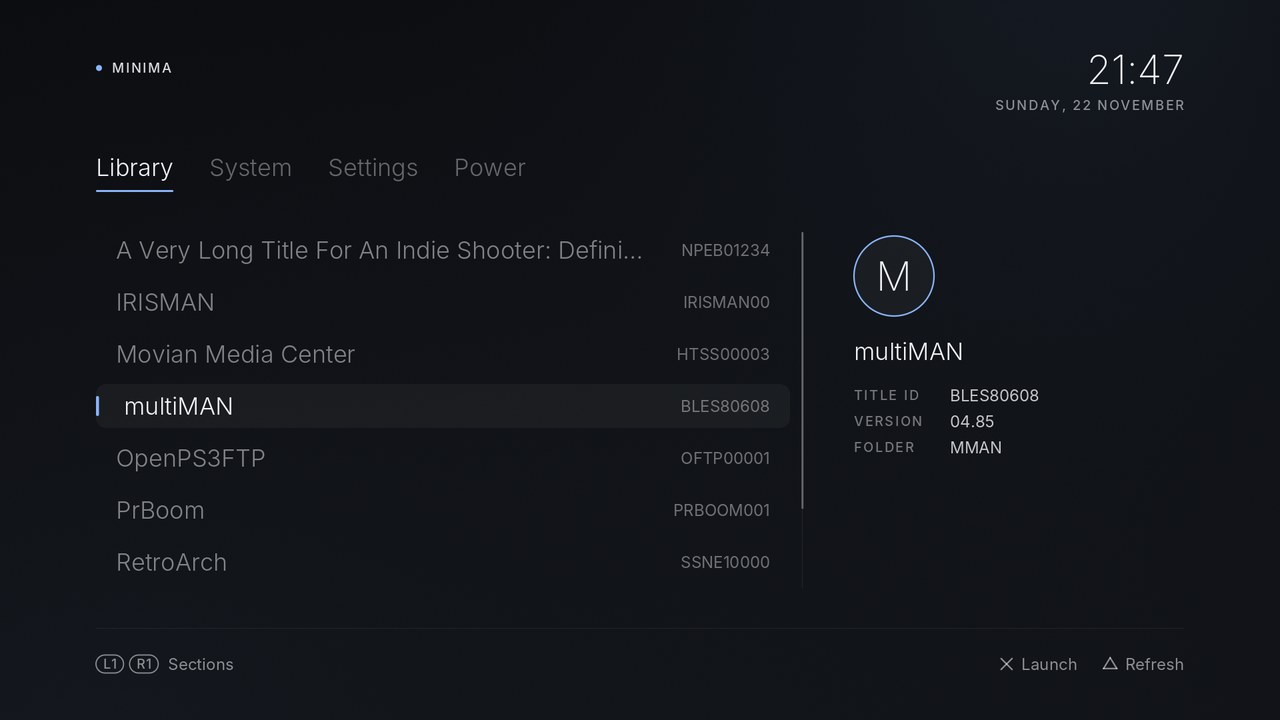 MINIMA
21:47
SUNDAY, 22 NOVEMBER
Library System Settings Power
A Very Long Title For An Indie Shooter: Defini... NPEB01234
IRISMAN IRISMAN00
Movian Media Center HTSS00003
multiMAN BLES80608
OpenPS3FTP OFTP00001
PrBoom PRBOOM001
RetroArch SSNE10000
M
multiMAN
TITLE ID BLES80608
VERSION 04.85
FOLDER MMAN
L1 R1 Sections
Launch Refresh